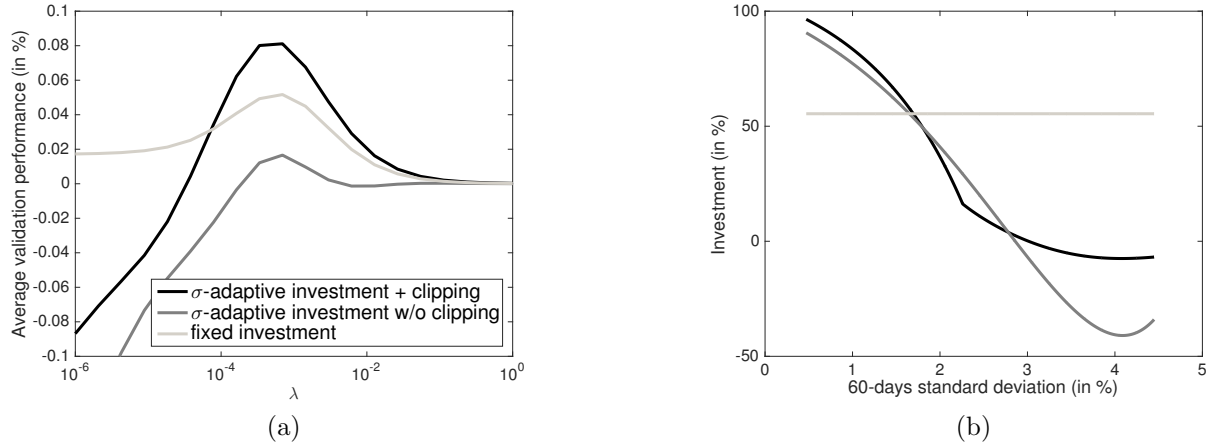 Average validation performance (in %)
0.1
0.08
0.06
0.04
0.02
0
-0.02
-0.04
-0.06
-0.08
-0.1
σ-adaptive investment + clipping
σ-adaptive investment w/o clipping
fixed investment
10^-6
10^-4
10^-2
10^0
λ
(a)
Investment (in %)
100
50
0
-50
0
1
2
3
4
5
60-days standard deviation (in %)
(b)